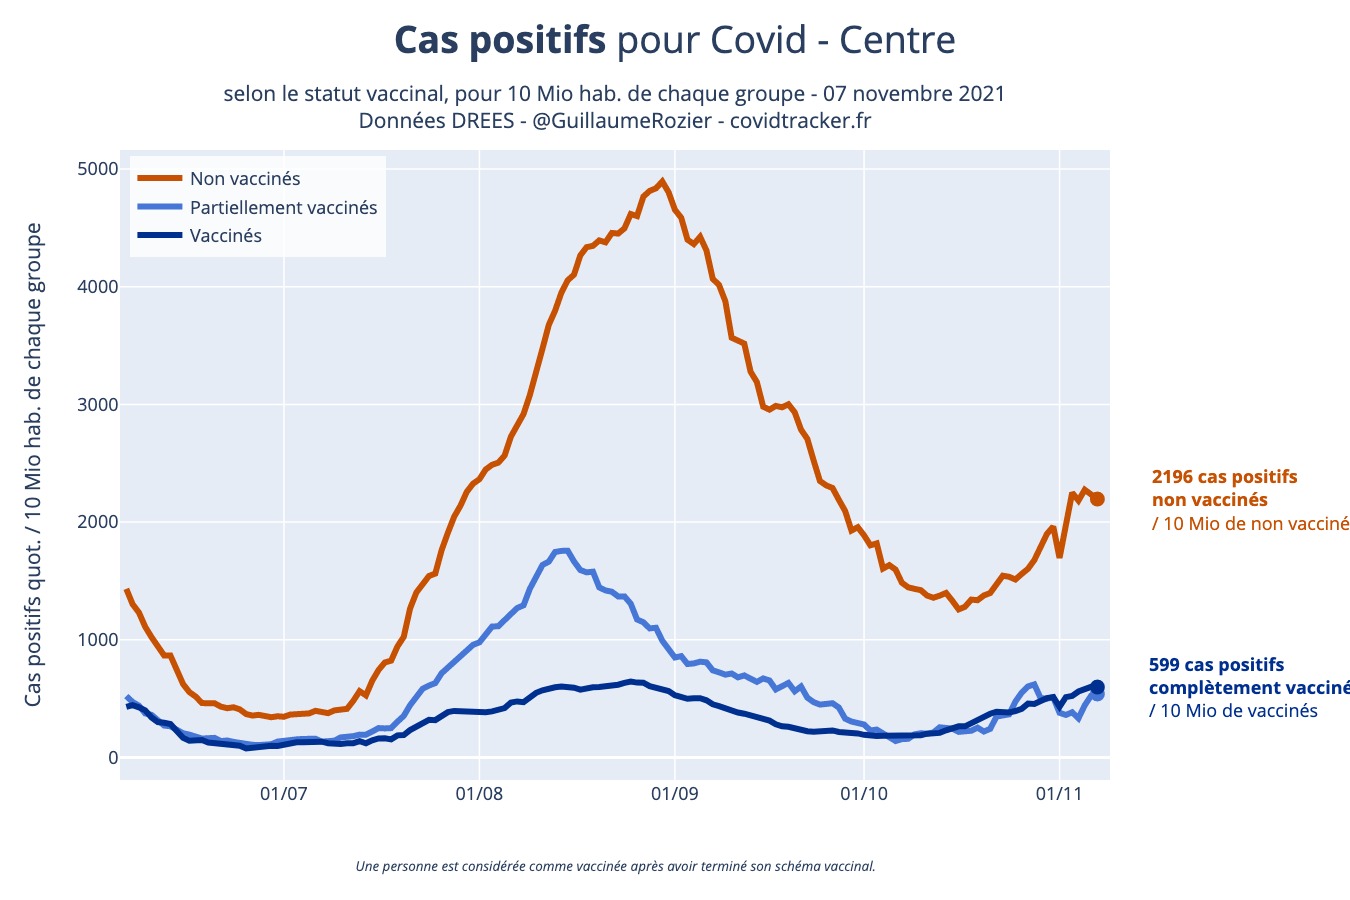 Cas positifs pour Covid - Centre
selon le statut vaccinal, pour 10 Mio hab. de chaque groupe - 07 novembre 2021
Données DREES - @GuillaumeRozier - covidtracker.fr
Cas positifs quot. / 10 Mio hab. de chaque groupe
5000
4000
3000
2000
1000
0
Non vaccinés
Partiellement vaccinés
Vaccinés
2196 cas positifs
non vaccinés
/ 10 Mio de non vacciné
599 cas positifs
complètement vacciné
/ 10 Mio de vaccinés
01/07
01/08
01/09
01/10
01/11
Une personne est considérée comme vaccinée après avoir terminé son schéma vaccinal.